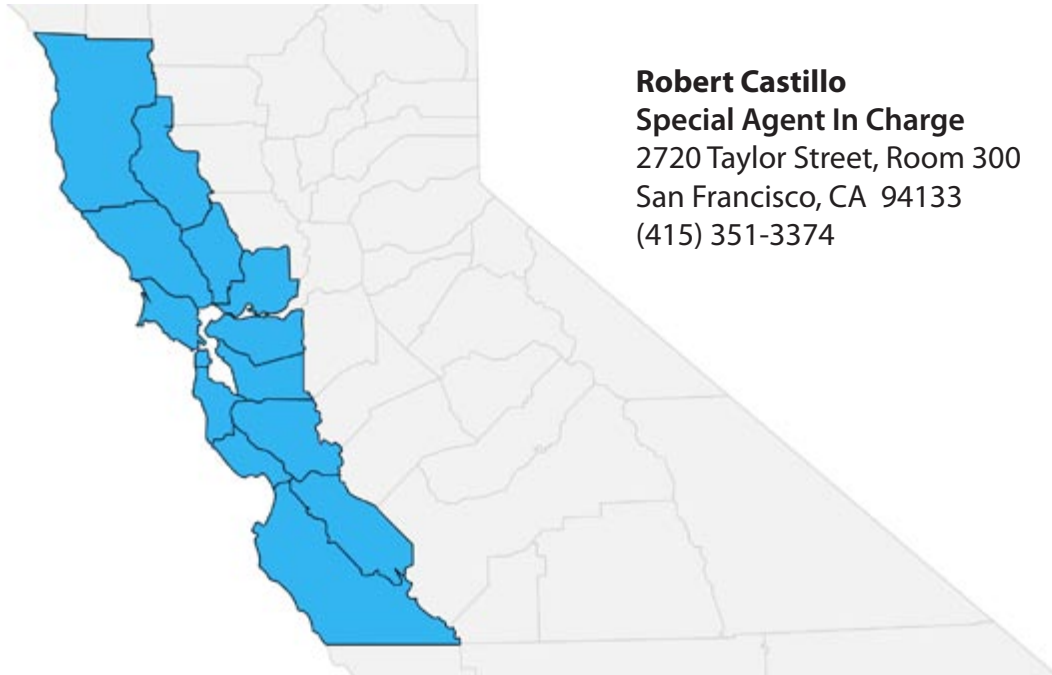 Robert Castillo
Special Agent In Charge
2720 Taylor Street, Room 300
San Francisco, CA  94133
(415) 351-3374